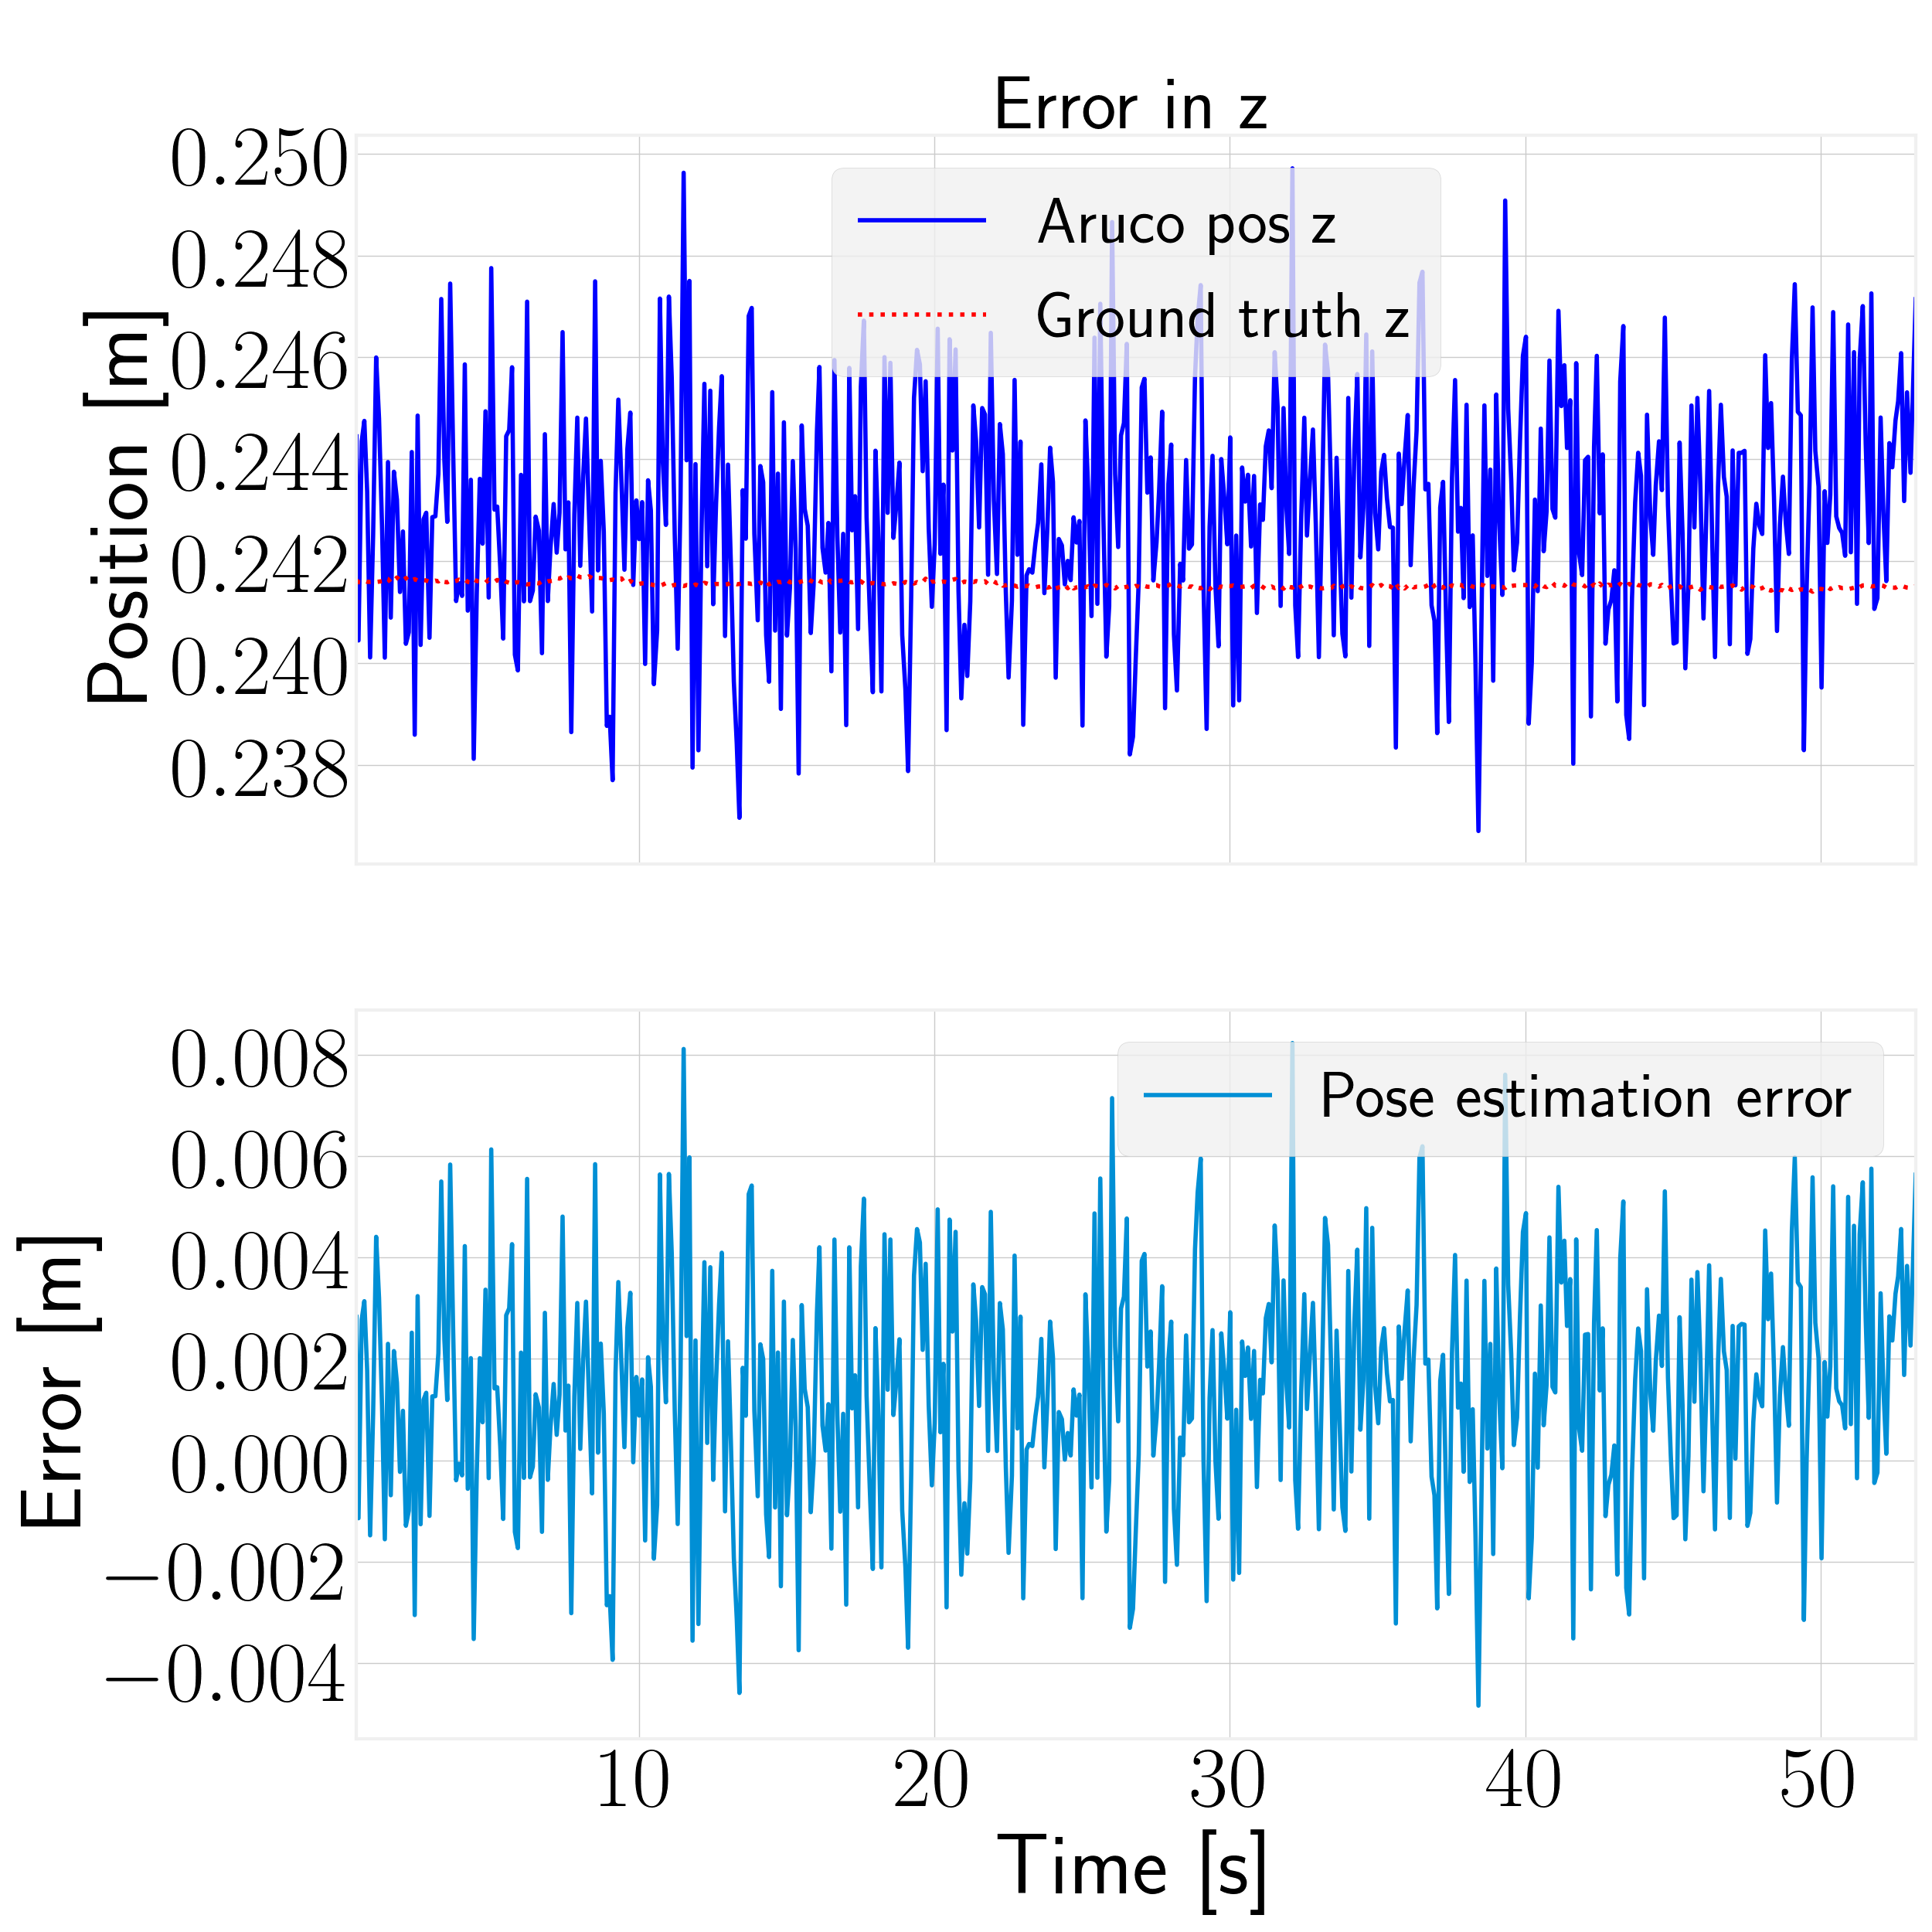 Error in z
Position [m]
0.250
0.248
0.246
0.244
0.242
0.240
0.238
Aruco pos z
Ground truth z
Error [m]
0.008
0.006
0.004
0.002
0.000
−0.002
−0.004
Pose estimation error
10 20 30 40 50
Time [s]